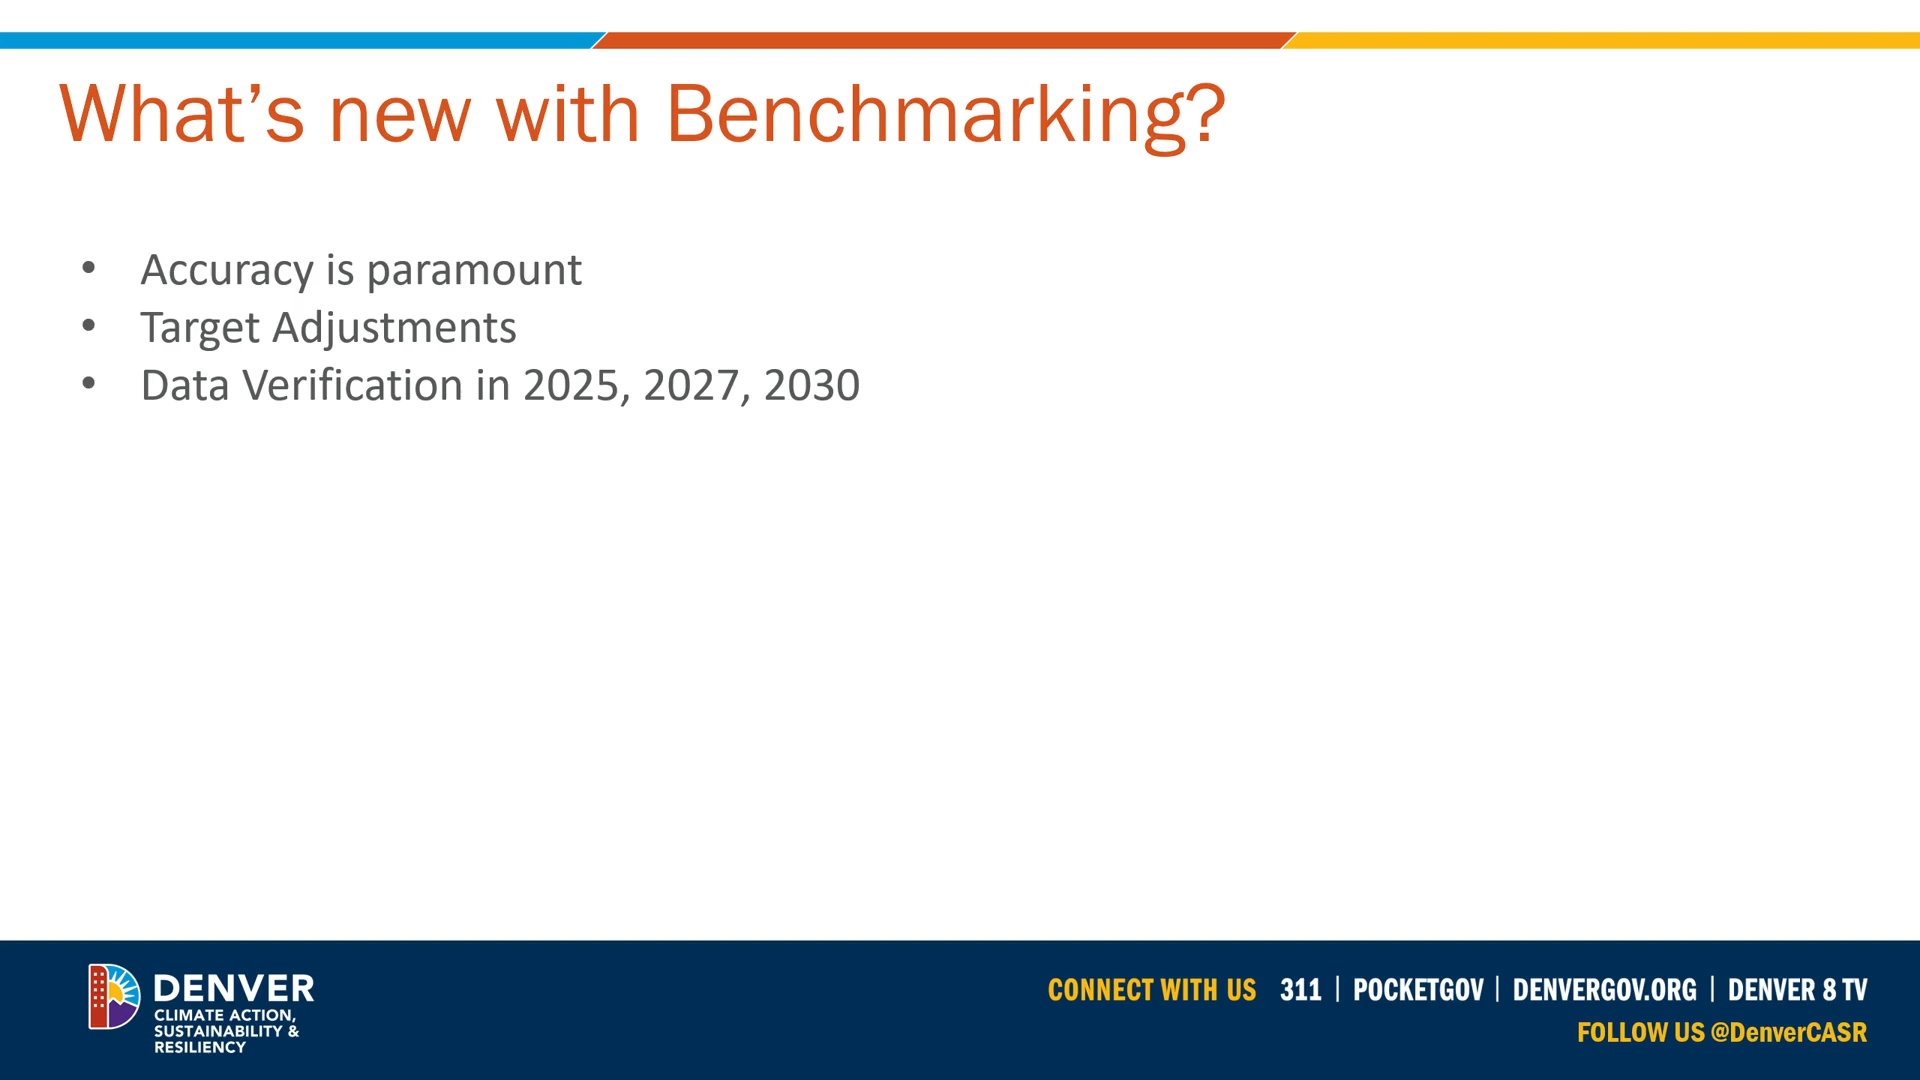 What’s new with Benchmarking?
• Accuracy is paramount
• Target Adjustments
• Data Verification in 2025, 2027, 2030
DENVER
CLIMATE ACTION,
SUSTAINABILITY &
RESILIENCY
CONNECT WITH US 311 | POCKETGOV | DENVERGOV.ORG | DENVER 8 TV
FOLLOW US @DenverCASR